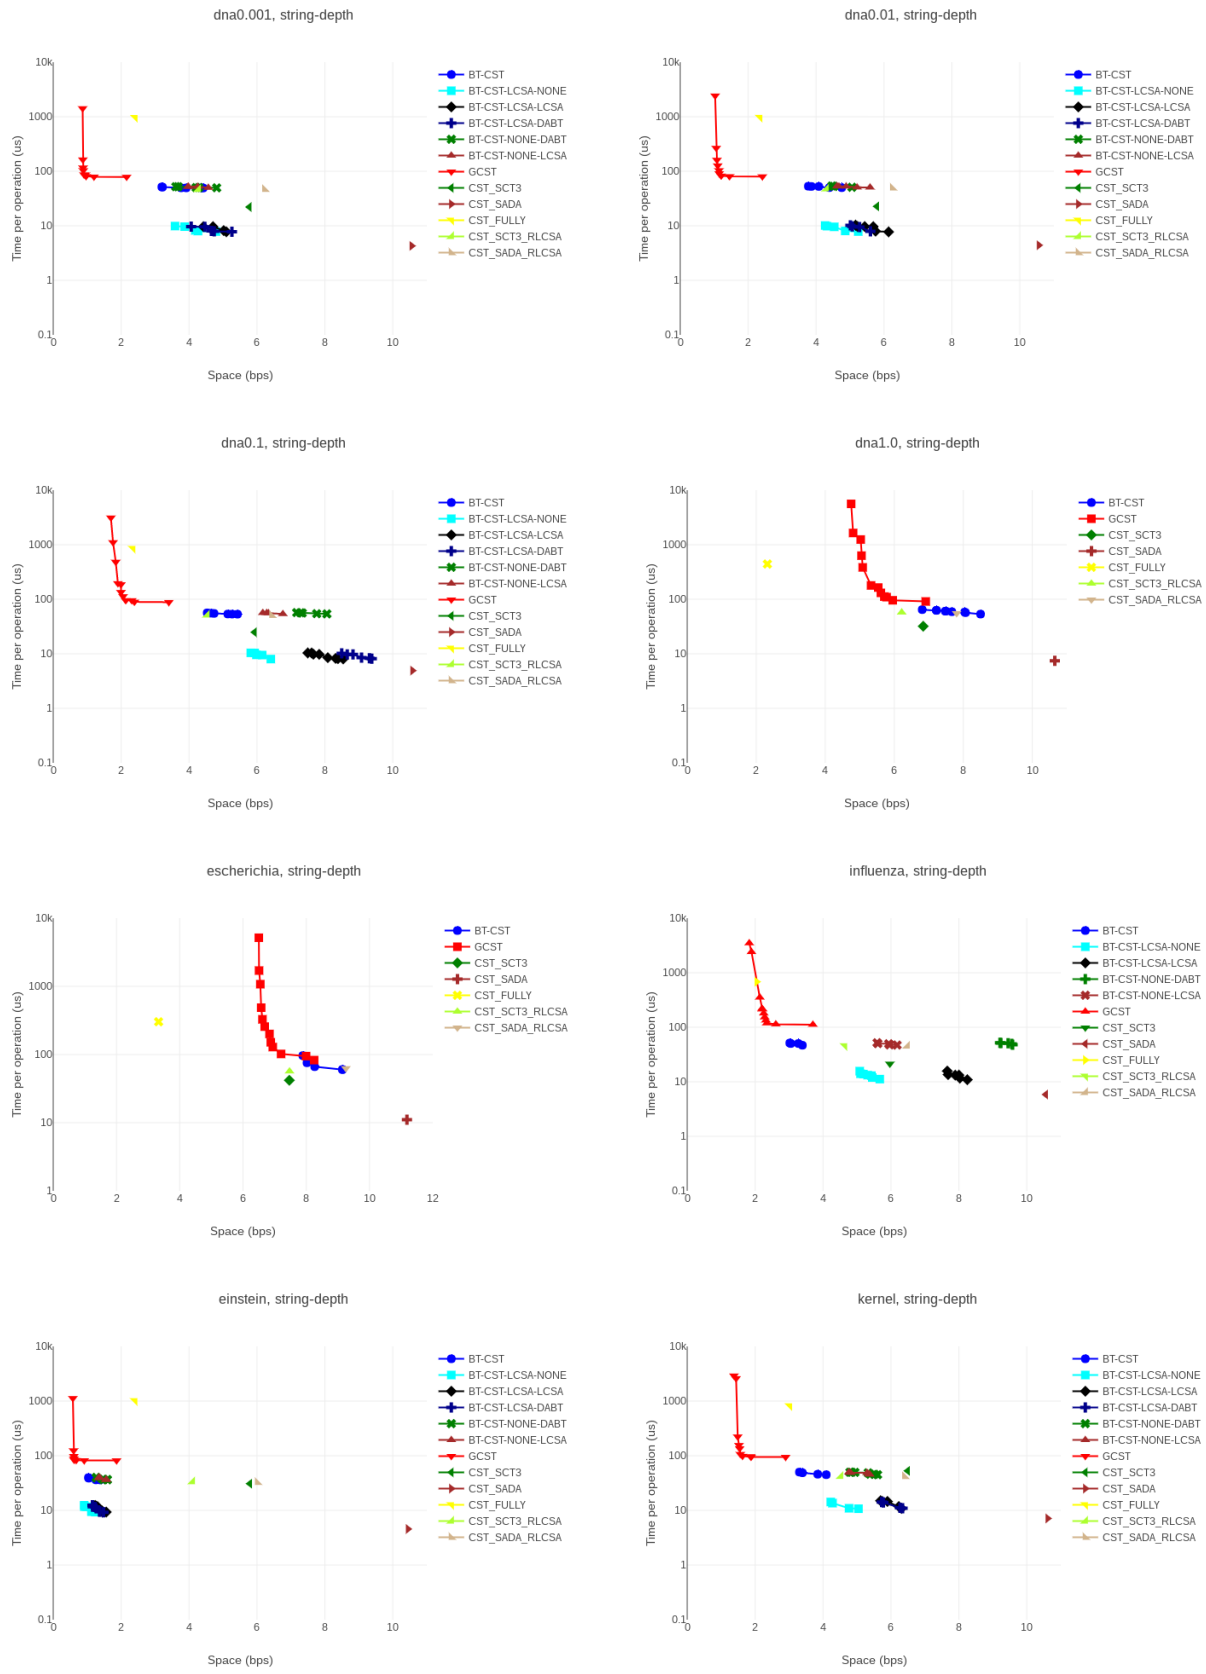 dna0.001, string-depth
10k
1000
100
10
1
0.1
0
2
4
6
8
10
Time per operation (us)
Space (bps)
BT-CST
BT-CST-LCSA-NONE
BT-CST-LCSA-LCSA
BT-CST-LCSA-DABT
BT-CST-NONE-DABT
BT-CST-NONE-LCSA
GCST
CST_SCT3
CST_SADA
CST_FULLY
CST_SCT3_RLCSA
CST_SADA_RLCSA
dna0.01, string-depth
10k
1000
100
10
1
0.1
0
2
4
6
8
10
Time per operation (us)
Space (bps)
BT-CST
BT-CST-LCSA-NONE
BT-CST-LCSA-LCSA
BT-CST-LCSA-DABT
BT-CST-NONE-DABT
BT-CST-NONE-LCSA
GCST
CST_SCT3
CST_SADA
CST_FULLY
CST_SCT3_RLCSA
CST_SADA_RLCSA
dna0.1, string-depth
10k
1000
100
10
1
0.1
0
2
4
6
8
10
Time per operation (us)
Space (bps)
BT-CST
BT-CST-LCSA-NONE
BT-CST-LCSA-LCSA
BT-CST-LCSA-DABT
BT-CST-NONE-DABT
BT-CST-NONE-LCSA
GCST
CST_SCT3
CST_SADA
CST_FULLY
CST_SCT3_RLCSA
CST_SADA_RLCSA
dna1.0, string-depth
10k
1000
100
10
1
0.1
0
2
4
6
8
10
Time per operation (us)
Space (bps)
BT-CST
GCST
CST_SCT3
CST_SADA
CST_FULLY
CST_SCT3_RLCSA
CST_SADA_RLCSA
escherichia, string-depth
10k
1000
100
10
1
0
2
4
6
8
10
12
Time per operation (us)
Space (bps)
BT-CST
GCST
CST_SCT3
CST_SADA
CST_FULLY
CST_SCT3_RLCSA
CST_SADA_RLCSA
influenza, string-depth
10k
1000
100
10
1
0.1
0
2
4
6
8
10
Time per operation (us)
Space (bps)
BT-CST
BT-CST-LCSA-NONE
BT-CST-LCSA-LCSA
BT-CST-NONE-DABT
BT-CST-NONE-LCSA
GCST
CST_SCT3
CST_SADA
CST_FULLY
CST_SCT3_RLCSA
CST_SADA_RLCSA
einstein, string-depth
10k
1000
100
10
1
0.1
0
2
4
6
8
10
Time per operation (us)
Space (bps)
BT-CST
BT-CST-LCSA-NONE
BT-CST-LCSA-LCSA
BT-CST-LCSA-DABT
BT-CST-NONE-DABT
BT-CST-NONE-LCSA
GCST
CST_SCT3
CST_SADA
CST_FULLY
CST_SCT3_RLCSA
CST_SADA_RLCSA
kernel, string-depth
10k
1000
100
10
1
0.1
0
2
4
6
8
10
Time per operation (us)
Space (bps)
BT-CST
BT-CST-LCSA-NONE
BT-CST-LCSA-LCSA
BT-CST-LCSA-DABT
BT-CST-NONE-DABT
BT-CST-NONE-LCSA
GCST
CST_SCT3
CST_SADA
CST_FULLY
CST_SCT3_RLCSA
CST_SADA_RLCSA